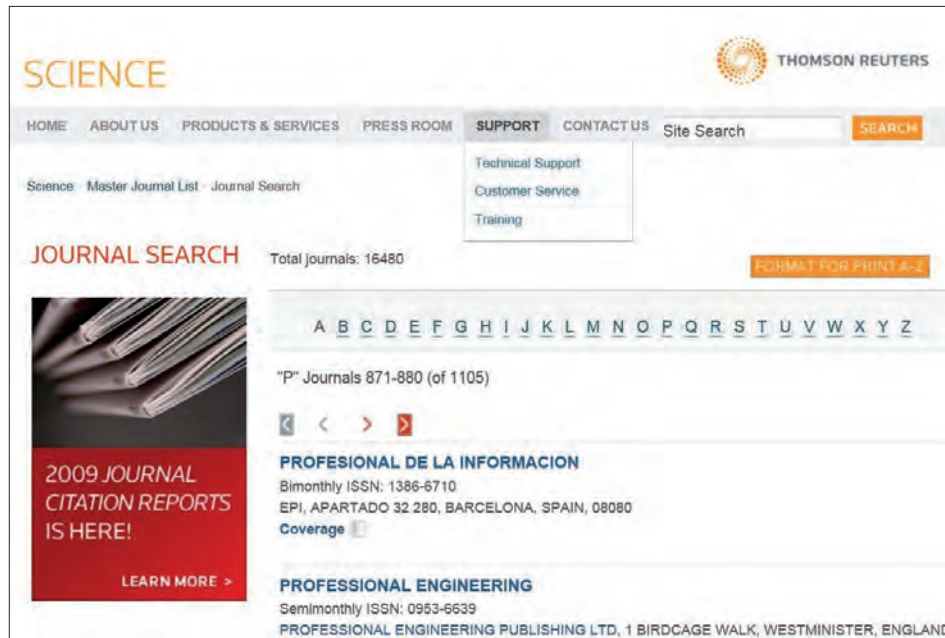 SCIENCE
THOMSON REUTERS
HOME ABOUT US PRODUCTS & SERVICES PRESS ROOM SUPPORT CONTACT US Site Search SEARCH
Technical Support
Customer Service
Training
Science Master Journal List Journal Search
JOURNAL SEARCH
Total journals: 16480
FORMAT FOR PRINT A-Z
A B C D E F G H I J K L M N O P Q R S T U V W X Y Z
"P" Journals 871-880 (of 1105)
2009 JOURNAL
CITATION REPORTS
IS HERE!
LEARN MORE >
PROFESIONAL DE LA INFORMACION
Bimonthly ISSN: 1386-6710
EPI, APARTADO 32 280, BARCELONA, SPAIN, 08080
Coverage
PROFESSIONAL ENGINEERING
Semimonthly ISSN: 0953-6639
PROFESSIONAL ENGINEERING PUBLISHING LTD, 1 BIRDCAGE WALK, WESTMINISTER, ENGLAND